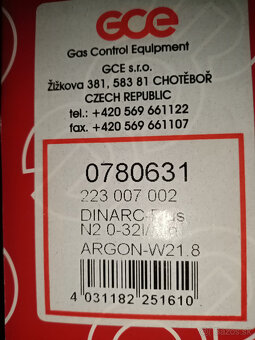 GCE
Gas Control Equipment
GCE s.r.o.
Žižkova 381, 583 81 CHOTĚBOŘ
CZECH REPUBLIC
tel.: +420 569 661122
fax. +420 569 661107
0780631
223 007 002
DINARC-Plus
N2 0-32l/
ARGON-W21.8
4 031182 251610